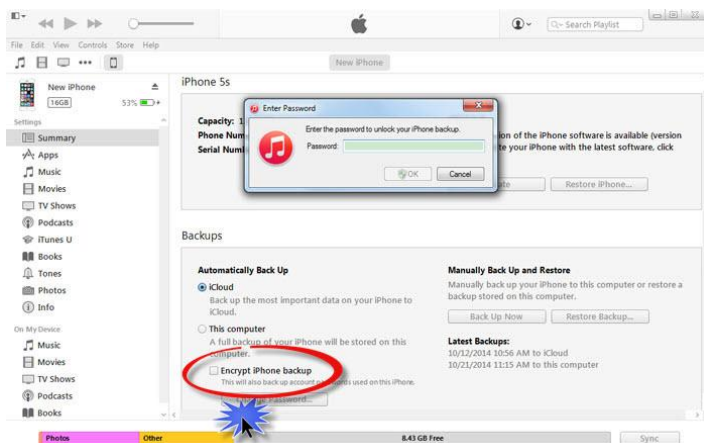 Search Playlist
File Edit View Controls Store Help
New iPhone
New iPhone
16GB 53%
iPhone 5s
Settings
Summary
Apps
Music
Movies
TV Shows
Podcasts
iTunes U
Books
Tones
Photos
Info
On My Device
Music
Movies
TV Shows
Podcasts
Books
Capacity: 1
Phone Num
Serial Numb
Enter Password
Enter the password to unlock your iPhone backup.
Password:
OK Cancel
ion of the iPhone software is available (version
te your iPhone with the latest software, click
Restore iPhone...
Backups
Automatically Back Up
iCloud
Back up the most important data on your iPhone to
iCloud.
This computer
A full backup of your iPhone will be stored on this
computer.
Encrypt iPhone backup
This will also back up account passwords used on this iPhone.
Password...
Manually Back Up and Restore
Manually back up your iPhone to this computer or restore a
backup stored on this computer.
Back Up Now Restore Backup...
Latest Backups:
10/12/2014 10:56 AM to iCloud
10/21/2014 11:15 AM to this computer
Photos Other 8.43 GB Free Sync